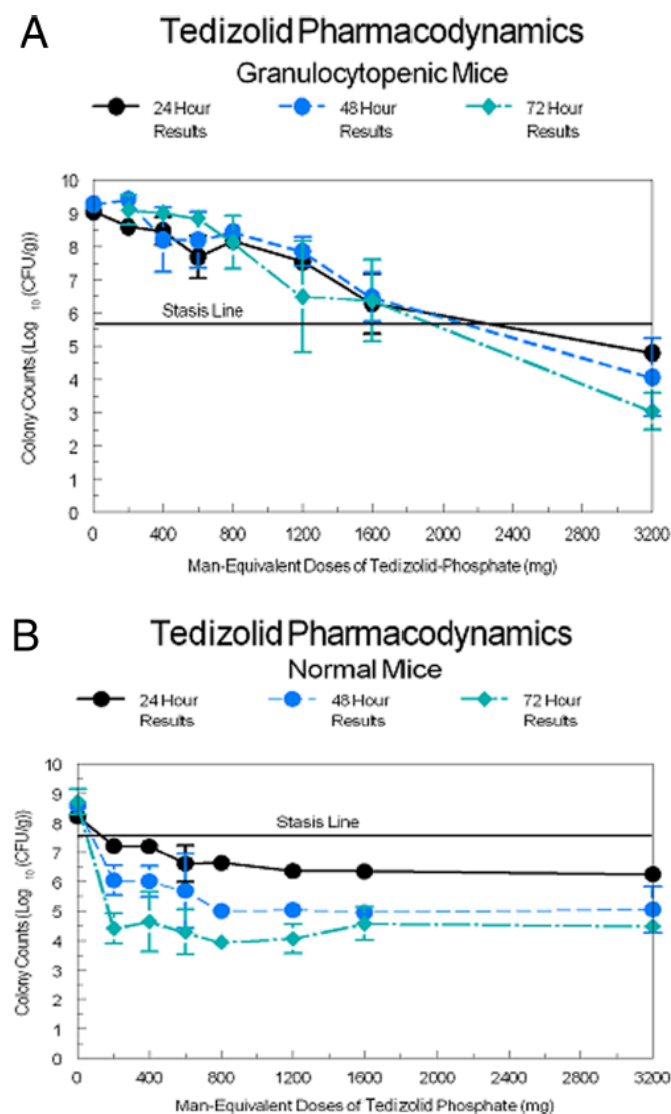 A
Tedizolid Pharmacodynamics
Granulocytopenic Mice
24 Hour Results
48 Hour Results
72 Hour Results
Colony Counts (Log 10 (CFU/g))
10
9
8
7
6
5
4
3
2
1
0
Stasis Line
0 400 800 1200 1600 2000 2400 2800 3200
Man-Equivalent Doses of Tedizolid-Phosphate (mg)
B
Tedizolid Pharmacodynamics
Normal Mice
24 Hour Results
48 Hour Results
72 Hour Results
Colony Counts (Log 10 (CFU/g))
10
9
8
7
6
5
4
3
2
1
0
Stasis Line
0 400 800 1200 1600 2000 2400 2800 3200
Man-Equivalent Doses of Tedizolid Phosphate (mg)